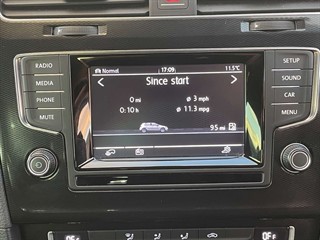 RADIO
MEDIA
PHONE
MUTE
Normal 17:09 11.5°C
Since start
0 mi ø 3 mph
0:10 h ø 11.3 mpg
95 mi
SETUP
SOUND
CAR
MENU
OFF